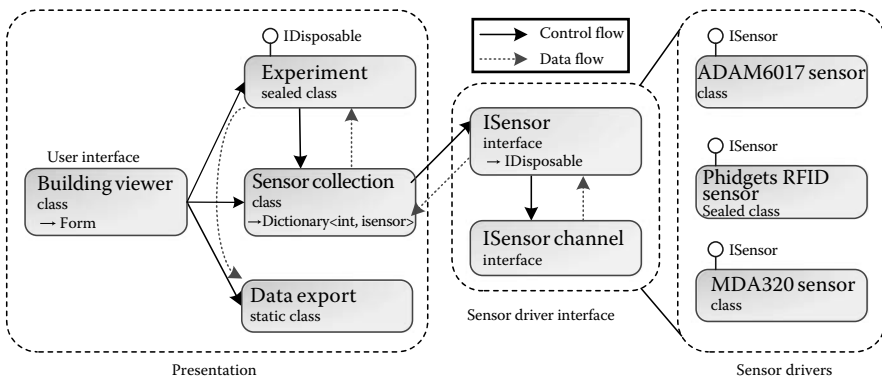 IDisposable
Experiment
sealed class
User interface
Building viewer
class
→ Form
Sensor collection
class
→Dictionary<int, isensor>
Data export
static class
Presentation
Control flow
Data flow
ISensor
interface
→ IDisposable
ISensor channel
interface
Sensor driver interface
ISensor
ADAM6017 sensor
class
ISensor
Phidgets RFID
sensor
Sealed class
ISensor
MDA320 sensor
class
Sensor drivers